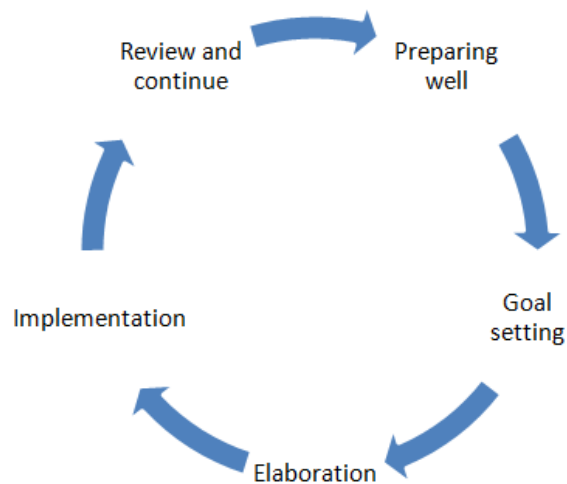 Review and
continue
Preparing
well
Goal
setting
Elaboration
Implementation